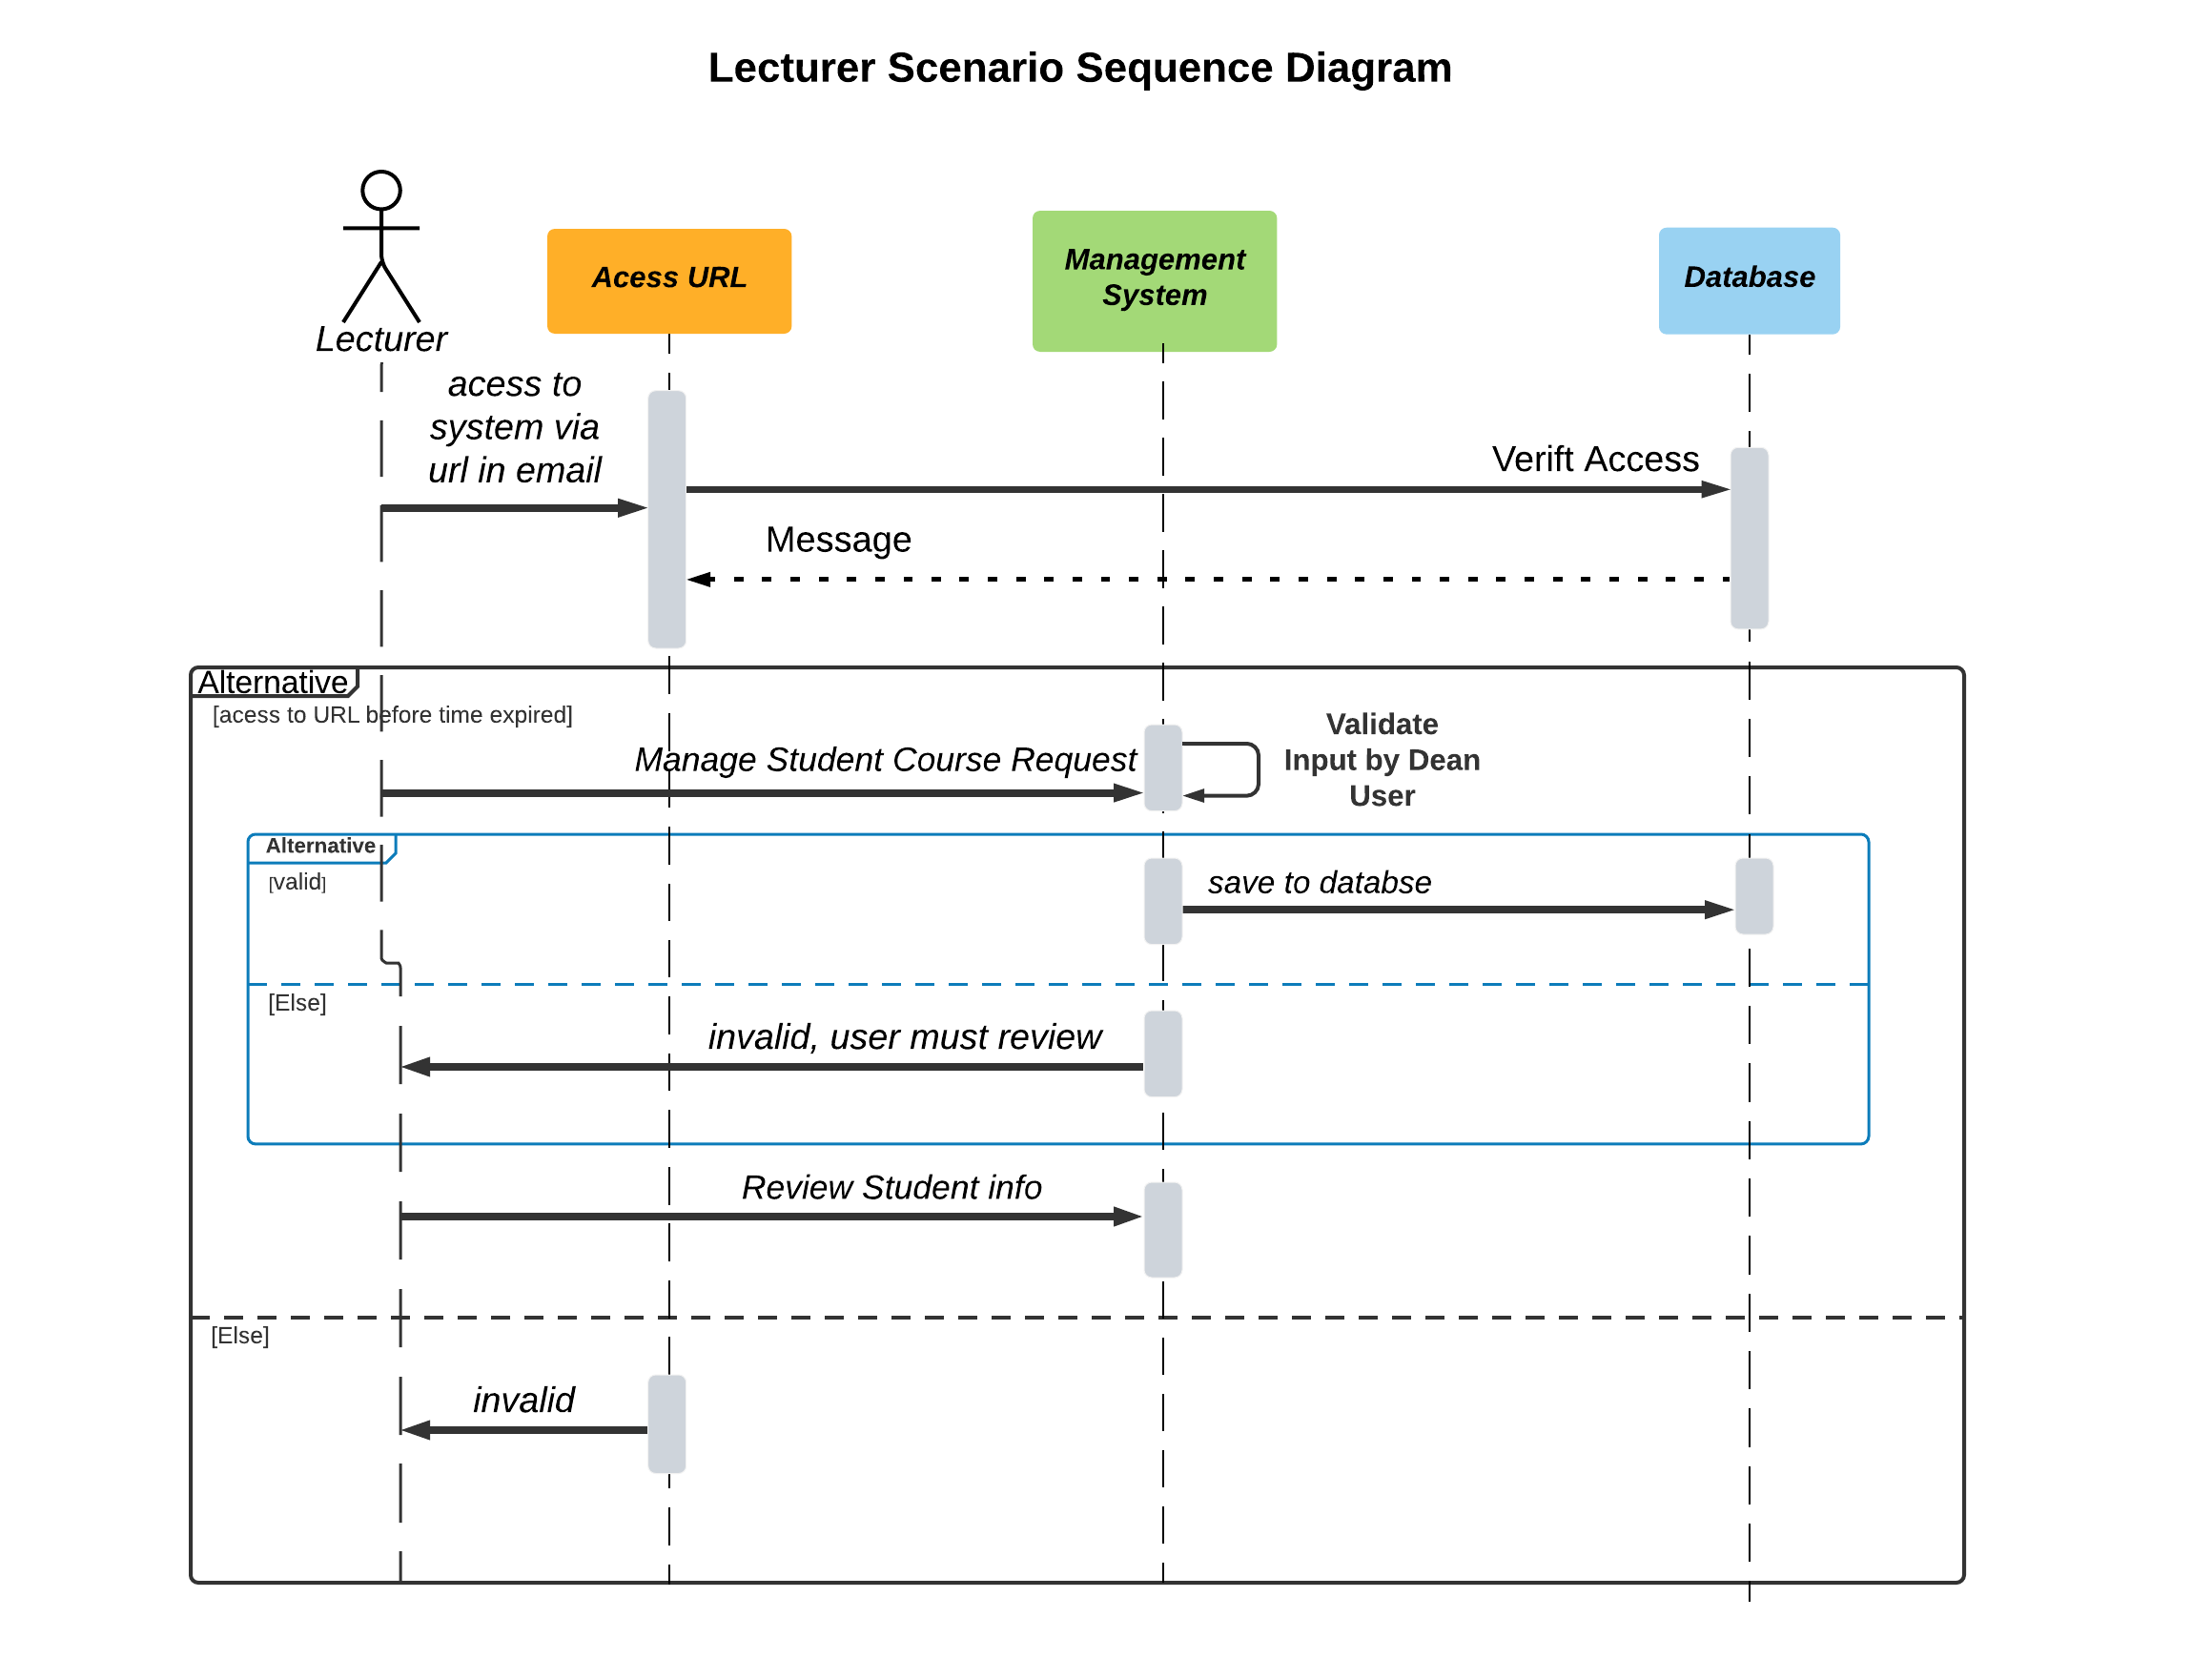 Lecturer Scenario Sequence Diagram
Lecturer
Acess URL
Management
System
Database
acess to
system via
url in email
Verift Access
Message
Alternative
[acess to URL before time expired]
Manage Student Course Request
Validate
Input by Dean
User
Alternative
[valid]
save to databse
[Else]
invalid, user must review
Review Student info
[Else]
invalid